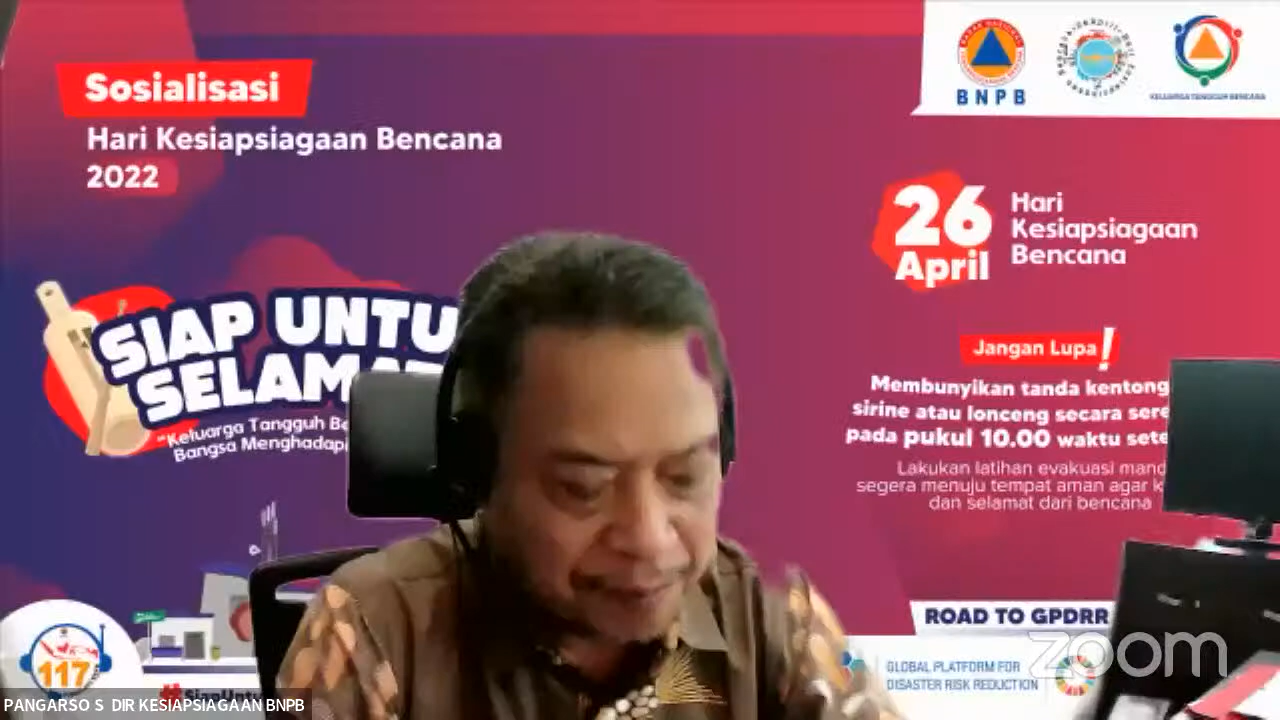 Sosialisasi
Hari Kesiapsiagaan Bencana
2022
BNPB
KELUARGA TANGGUH BENCANA
26
April
Hari
Kesiapsiagaan
Bencana
SIAP UNTU
SELAMAT
"Keluarga Tangguh Be
Bangsa Menghadapi
Jangan Lupa!
Membunyikan tanda kentong
sirine atau lonceng secara sere
pada pukul 10.00 waktu sete
Lakukan latihan evakuasi mand
segera menuju tempat aman agar k
dan selamat dari bencana
ROAD TO GPDRR
GLOBAL PLATFORM FOR
DISASTER RISK REDUCTION
zoom
117
#SiapUntu
PANGARSO S DIR KESIAPSIAGAAN BNPB